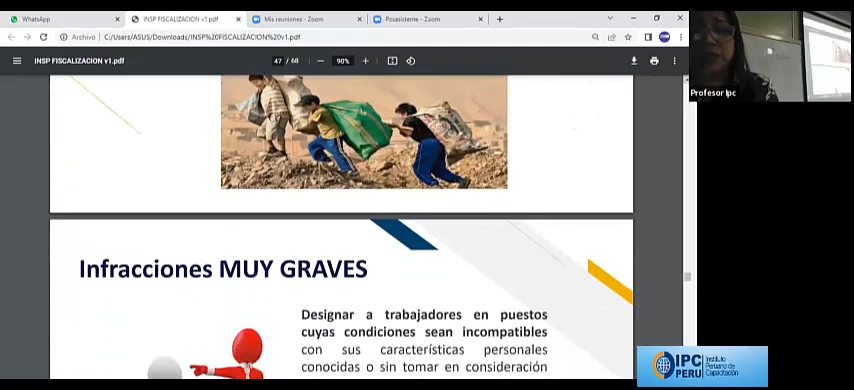 WhatsApp
INSP FISCALIZACION v1.pdf
Mis reuniones - Zoom
Posasistente - Zoom
Archivo
C:/Users/ASUS/Downloads/INSP%20FISCALIZACION%20v1.pdf
INSP FISCALIZACION v1.pdf
47 / 68
90%
Profesor Ipc
Infracciones MUY GRAVES
Designar a trabajadores en puestos
cuyas condiciones sean incompatibles
con sus características personales
conocidas o sin tomar en consideración
IPC
PERU
Instituto
Peruano de
Capacitación